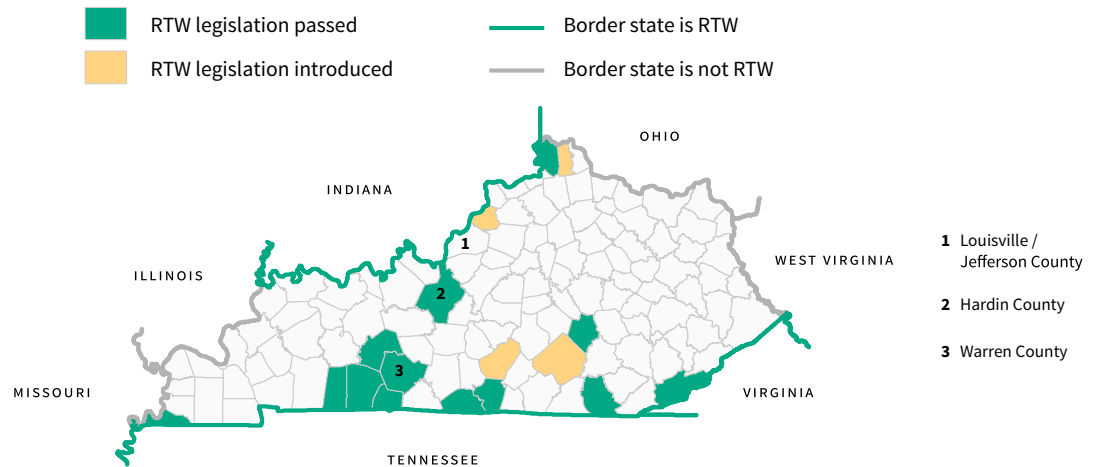 RTW legislation passed
RTW legislation introduced
Border state is RTW
Border state is not RTW
OHIO
INDIANA
1
ILLINOIS
WEST VIRGINIA
2
3
MISSOURI
VIRGINIA
TENNESSEE
1 Louisville /
Jefferson County
2 Hardin County
3 Warren County